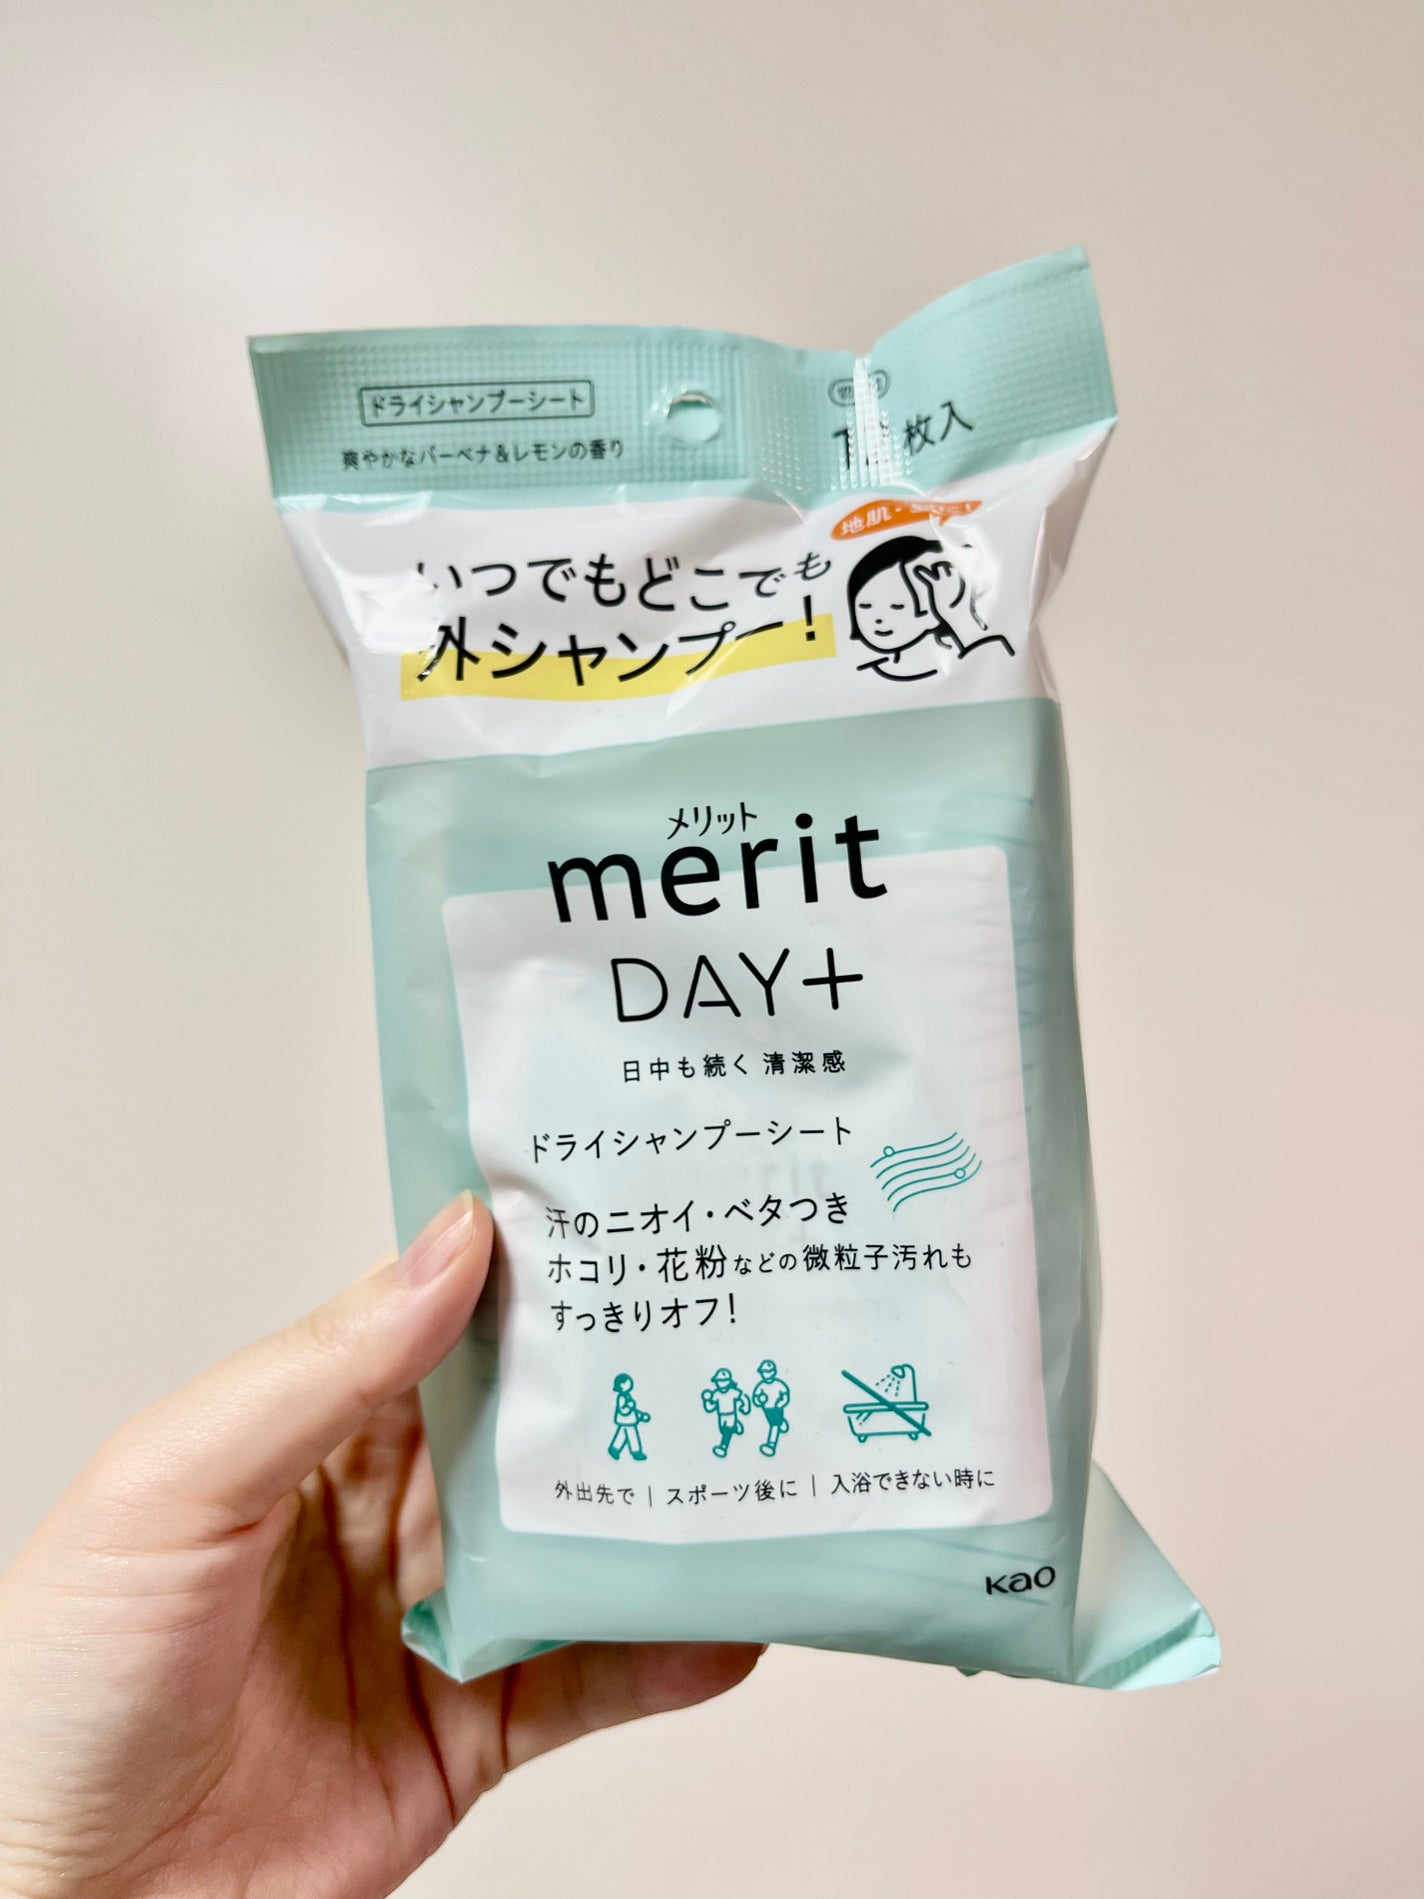 ドライシャンプーシート
爽やかなバーベナ&レモンの香り
枚入
地肌・
いつでもどこでも
外シャンプー!
メリット
merit
DAY+
日中も続く 清潔感
ドライシャンプーシート
汗のニオイ・ベタつき
ホコリ・花粉などの微粒子汚れも
すっきりオフ!
外出先で | スポーツ後に | 入浴できない時に
Kao